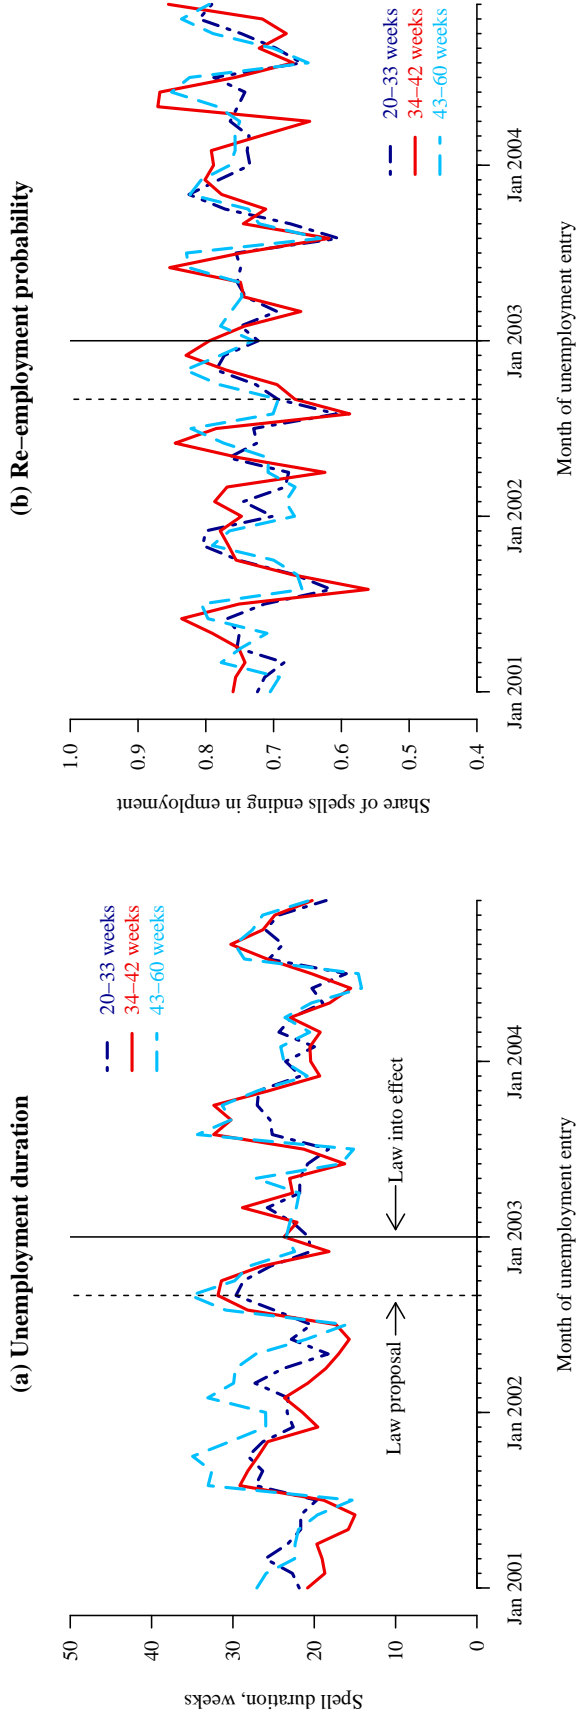 (a) Unemployment duration
Spell duration, weeks
50
40
30
20
10
0
20−33 weeks
34−42 weeks
43−60 weeks
Law proposal
Law into effect
Jan 2001
Jan 2002
Jan 2003
Jan 2004
Month of unemployment entry
(b) Re−employment probability
Share of spells ending in employment
1.0
0.9
0.8
0.7
0.6
0.5
0.4
20−33 weeks
34−42 weeks
43−60 weeks
Jan 2001
Jan 2002
Jan 2003
Jan 2004
Month of unemployment entry